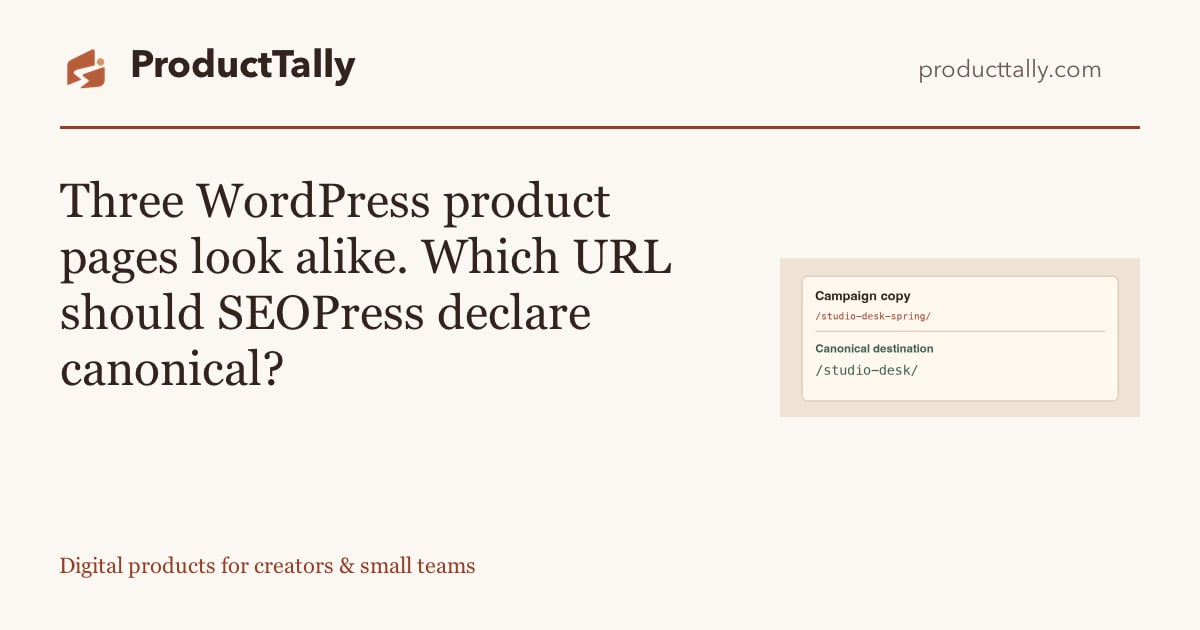 ProductTally
producttally.com
Three WordPress product
pages look alike. Which URL
should SEOPress declare
canonical?
Campaign copy
/studio-desk-spring/
Canonical destination
/studio-desk/
Digital products for creators & small teams